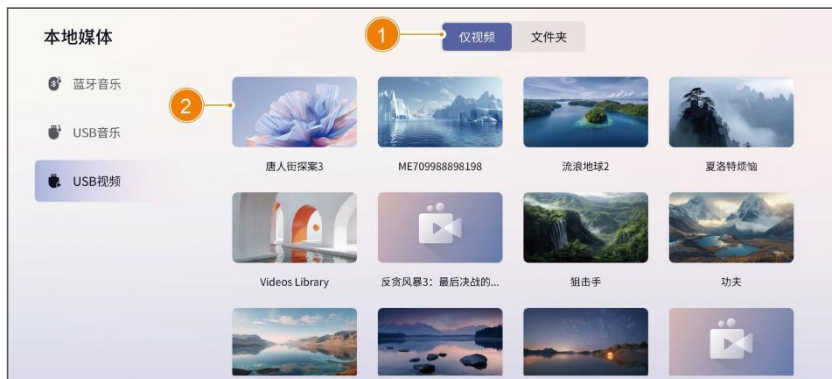 本地媒体
1
仅视频 文件夹
蓝牙音乐
USB音乐
USB视频
2
唐人街探案3 ME709988898198 流浪地球2 夏洛特烦恼
Videos Library 反贪风暴3：最后决战的... 狙击手 功夫